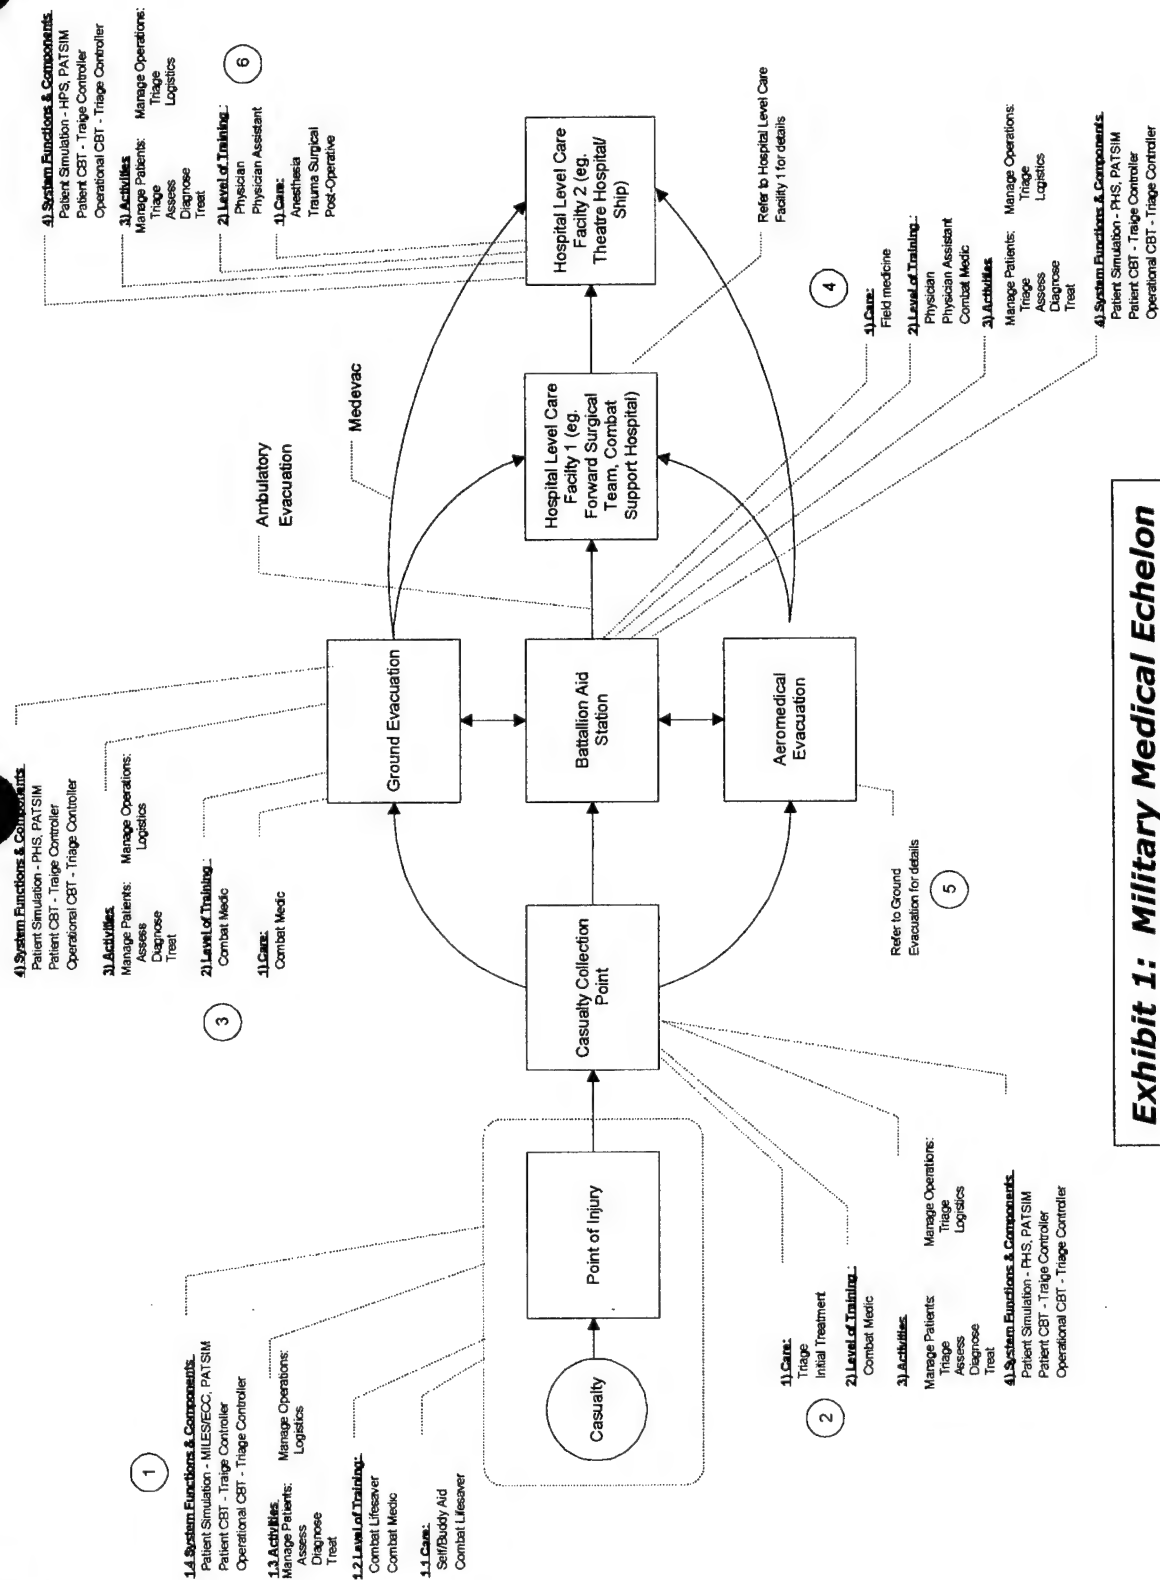 1
1.4 System Functions & Components
Patient Simulation - MILES/ECC, PATSIM
Patient CBT - Traige Controller
Operational CBT - Triage Controller
1.3 Activities
Manage Patients:
Assess
Diagnose
Treat
Manage Operations:
Logistics
1.2 Level of Training:
Combat Lifesaver
Combat Medic
1.1 Care:
Self/Buddy Aid
Combat Lifesaver
Casualty
Point of Injury
2
1) Care:
Triage
Initial Treatment
2) Level of Training :
Combat Medic
3) Activities
Manage Patients:
Triage
Assess
Diagnose
Treat
Manage Operations:
Triage
Logistics
4) System Functions & Components
Patient Simulation - PHS, PATSIM
Patient CBT - Traige Controller
Operational CBT - Triage Controller
Casualty Collection
Point
3
4) System Functions & Components
Patient Simulation - PHS, PATSIM
Patient CBT - Traige Controller
Operational CBT - Triage Controller
3) Activities
Manage Patients:
Assess
Diagnose
Treat
Manage Operations:
Logistics
2) Level of Training :
Combat Medic
1) Care:
Combat Medic
Ground Evacuation
Battallion Aid
Station
Aeromedical
Evacuation
Refer to Ground
Evacuation for details
5
Ambulatory
Evacuation
Medevac
Hospital Level Care
Facilty 1 (eg.
Forward Surgical
Team, Combat
Support Hospital)
Hospital Level Care
Facility 2 (eg.
Theatre Hospital/
Ship)
Refer to Hospital Level Care
Facility 1 for details
4
1) Care:
Field medicine
2) Level of Training :
Physician
Physician Assistant
Combat Medic
3) Activities
Manage Patients:
Triage
Assess
Diagnose
Treat
Manage Operations:
Triage
Logistics
4) System Functions & Components
Patient Simulation - PHS, PATSIM
Patient CBT - Traige Controller
Operational CBT - Triage Controller
6
4) System Functions & Components
Patient Simulation - HPS, PATSIM
Patient CBT - Traige Controller
Operational CBT - Triage Controller
3) Activities
Manage Patients:
Triage
Assess
Diagnose
Treat
Manage Operations:
Triage
Logistics
2) Level of Training :
Physician
Physician Assistant
1) Care:
Anesthesia
Trauma Surgical
Post-Operative
Exhibit 1: Military Medical Echelon